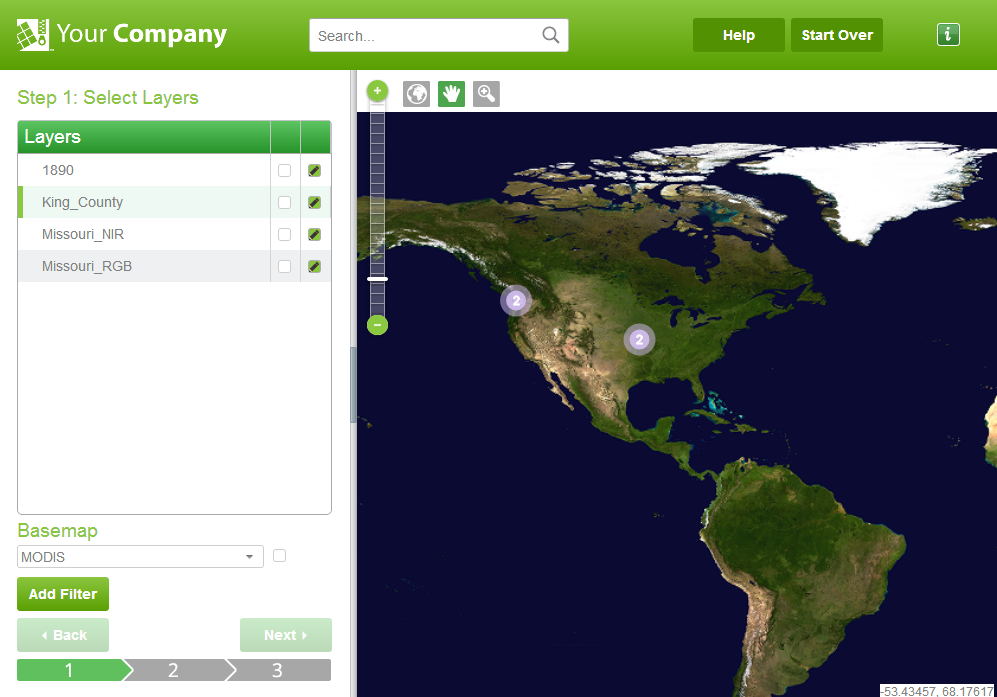 Your Company
Search...
Help
Start Over
i
Step 1: Select Layers
Layers
1890
King_County
Missouri_NIR
Missouri_RGB
Basemap
MODIS
Add Filter
Back
Next
1 2 3
+
−
2
2
-53.43457, 68.17617